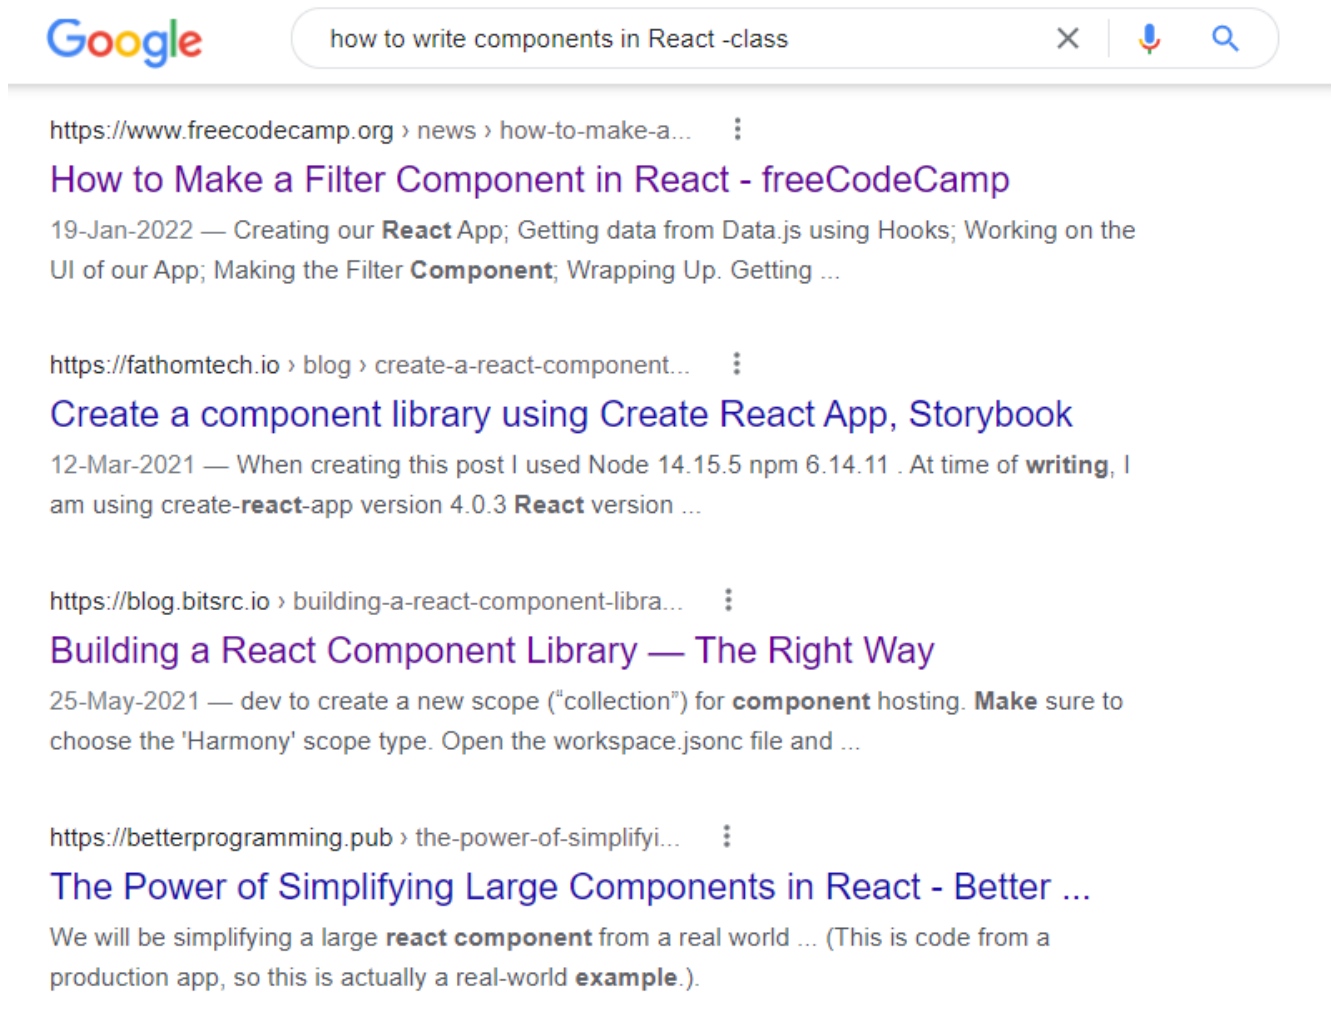 Google
how to write components in React -class
https://www.freecodecamp.org › news › how-to-make-a...
How to Make a Filter Component in React - freeCodeCamp
19-Jan-2022 — Creating our React App; Getting data from Data.js using Hooks; Working on the
UI of our App; Making the Filter Component; Wrapping Up. Getting ...
https://fathomtech.io › blog › create-a-react-component...
Create a component library using Create React App, Storybook
12-Mar-2021 — When creating this post I used Node 14.15.5 npm 6.14.11 . At time of writing, I
am using create-react-app version 4.0.3 React version ...
https://blog.bitsrc.io › building-a-react-component-libra...
Building a React Component Library — The Right Way
25-May-2021 — dev to create a new scope (“collection”) for component hosting. Make sure to
choose the 'Harmony' scope type. Open the workspace.jsonc file and ...
https://betterprogramming.pub › the-power-of-simplifyi...
The Power of Simplifying Large Components in React - Better ...
We will be simplifying a large react component from a real world ... (This is code from a
production app, so this is actually a real-world example.).